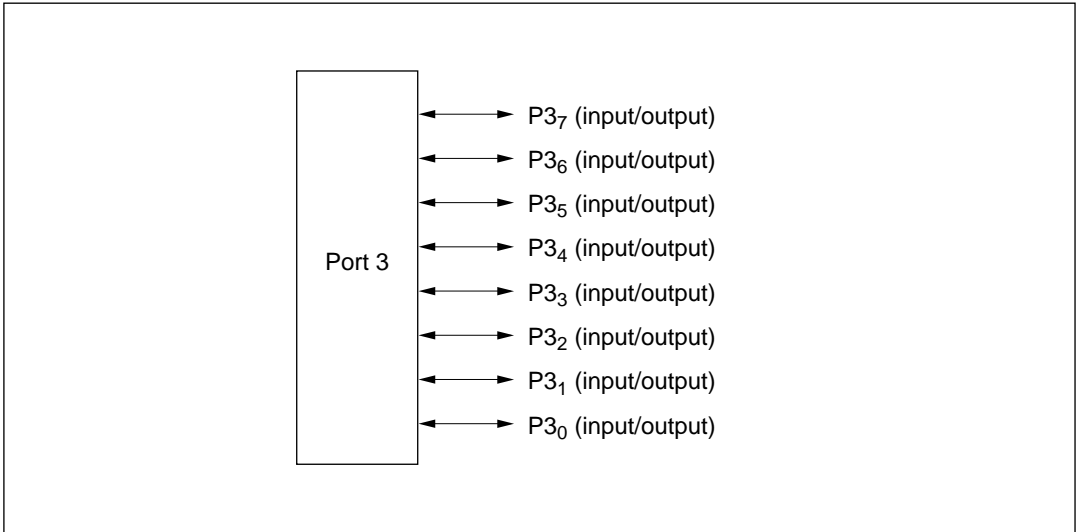 P3₇ (input/output)
P3₆ (input/output)
P3₅ (input/output)
Port 3
P3₄ (input/output)
P3₃ (input/output)
P3₂ (input/output)
P3₁ (input/output)
P3₀ (input/output)